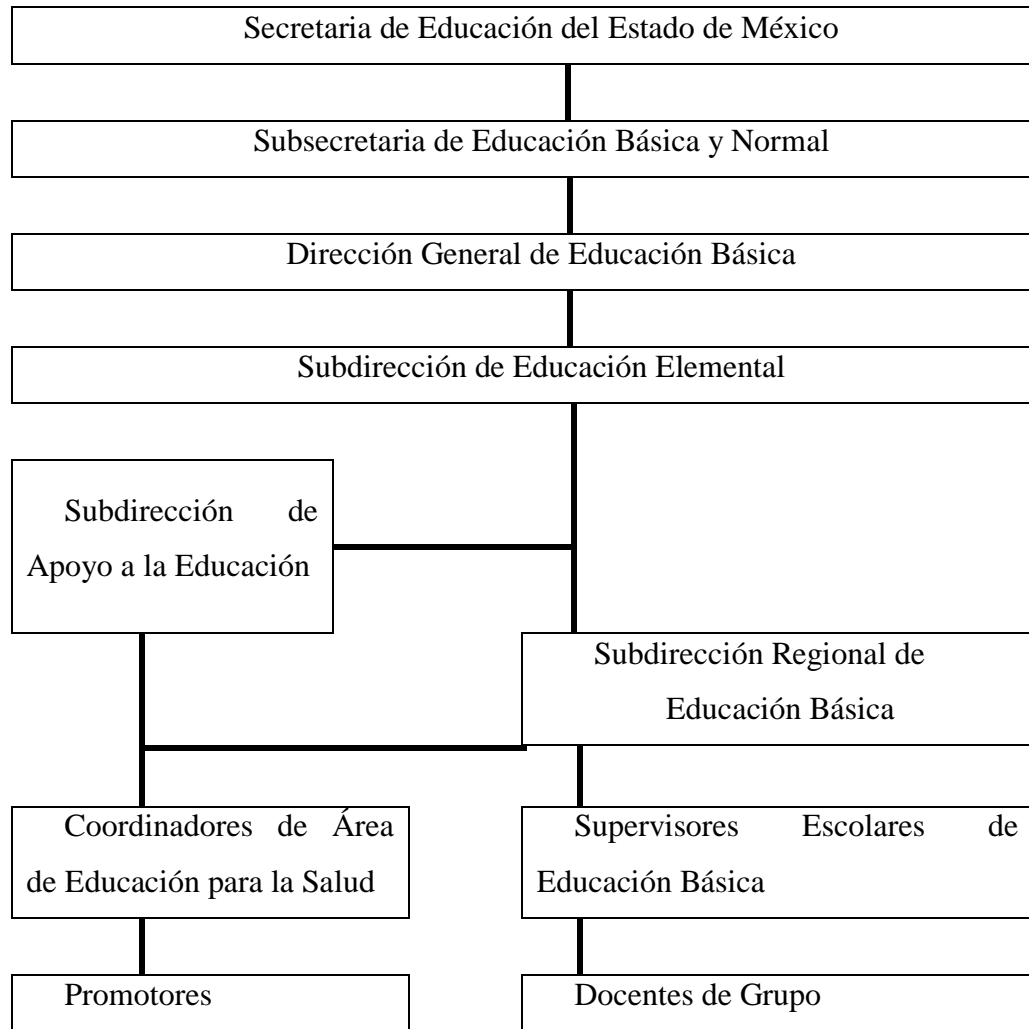 Secretaria de Educación del Estado de México
Subsecretaria de Educación Básica y Normal
Dirección General de Educación Básica
Subdirección de Educación Elemental
Subdirección de
Apoyo a la Educación
Subdirección Regional de
Educación Básica
Coordinadores de Área
de Educación para la Salud
Supervisores Escolares de
Educación Básica
Promotores
Docentes de Grupo